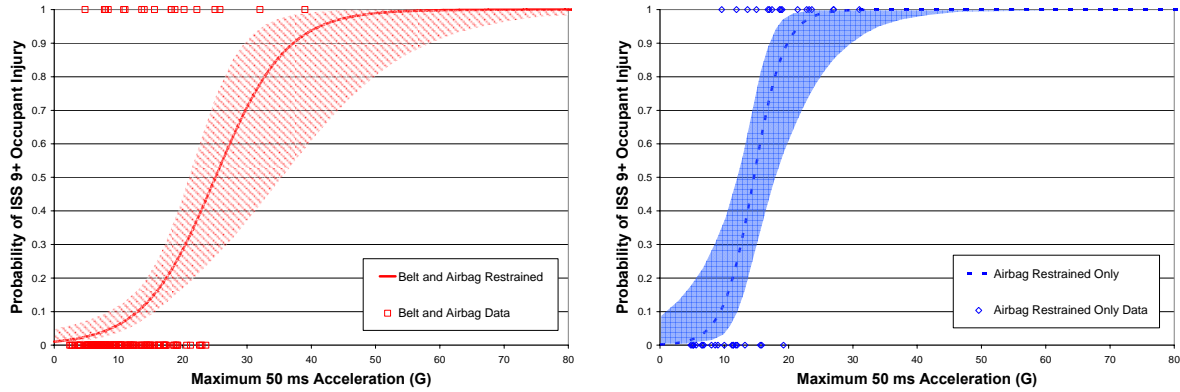 Probability of ISS 9+ Occupant Injury
1
0.9
0.8
0.7
0.6
0.5
0.4
0.3
0.2
0.1
0
0 10 20 30 40 50 60 70 80
Maximum 50 ms Acceleration (G)
Belt and Airbag Restrained
Belt and Airbag Data
Probability of ISS 9+ Occupant Injury
1
0.9
0.8
0.7
0.6
0.5
0.4
0.3
0.2
0.1
0
0 10 20 30 40 50 60 70 80
Maximum 50 ms Acceleration (G)
Airbag Restrained Only
Airbag Restrained Only Data